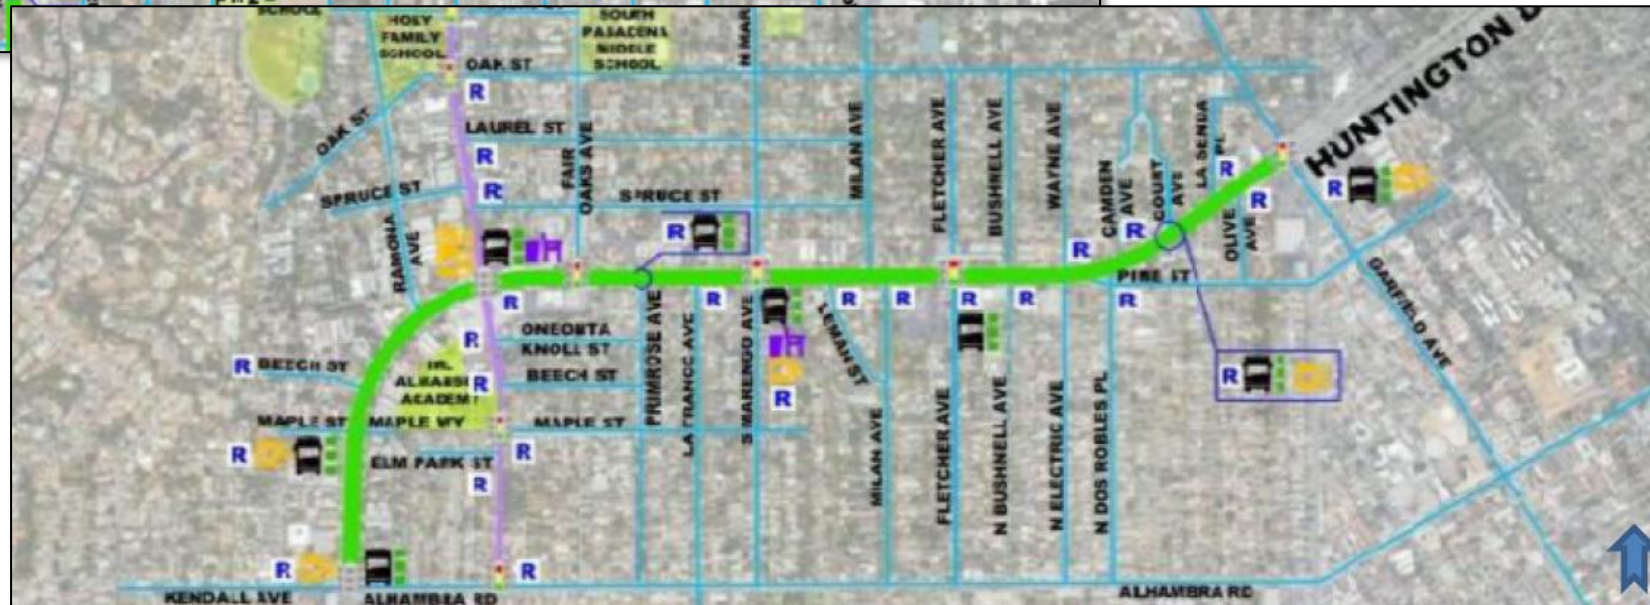 SCHOOL
HOLY
FAMILY
SCHOOL
SOUTH
PASADENA
MIDDLE
SCHOOL
N MAR
OAK ST
HUNTINGTON D
R
OAK ST
LAUREL ST
R
FAIR
OAKS AVE
MILAN AVE
FLETCHER AVE
BUSHNELL AVE
WAYNE AVE
CAMDEN
AVE
COURT
AVE
LA SENDA
PL
R
R
SPRUCE ST
R
SPRUCE ST
R
OLIVE
AVE
RAMONA
AVE
R
R
R
PINE ST
R
R
R
R
R
R
R
GARFIELD AVE
ONEONTA
KNOLL ST
R
R
BEECH ST
ALHAMBRA
ACADEMY
R
BEECH ST
PRIMROSE AVE
LA FRANCE AVE
S MARENGO AVE
LEMAN ST
R
R
MAPLE ST
MAPLE WY
MAPLE ST
R
ELM PARK ST
R
R
MILAN AVE
FLETCHER AVE
N BUSHNELL AVE
N ELECTRIC AVE
N DOS ROBLES PL
R
R
KENDALL AVE
ALHAMBRA RD
ALHAMBRA RD